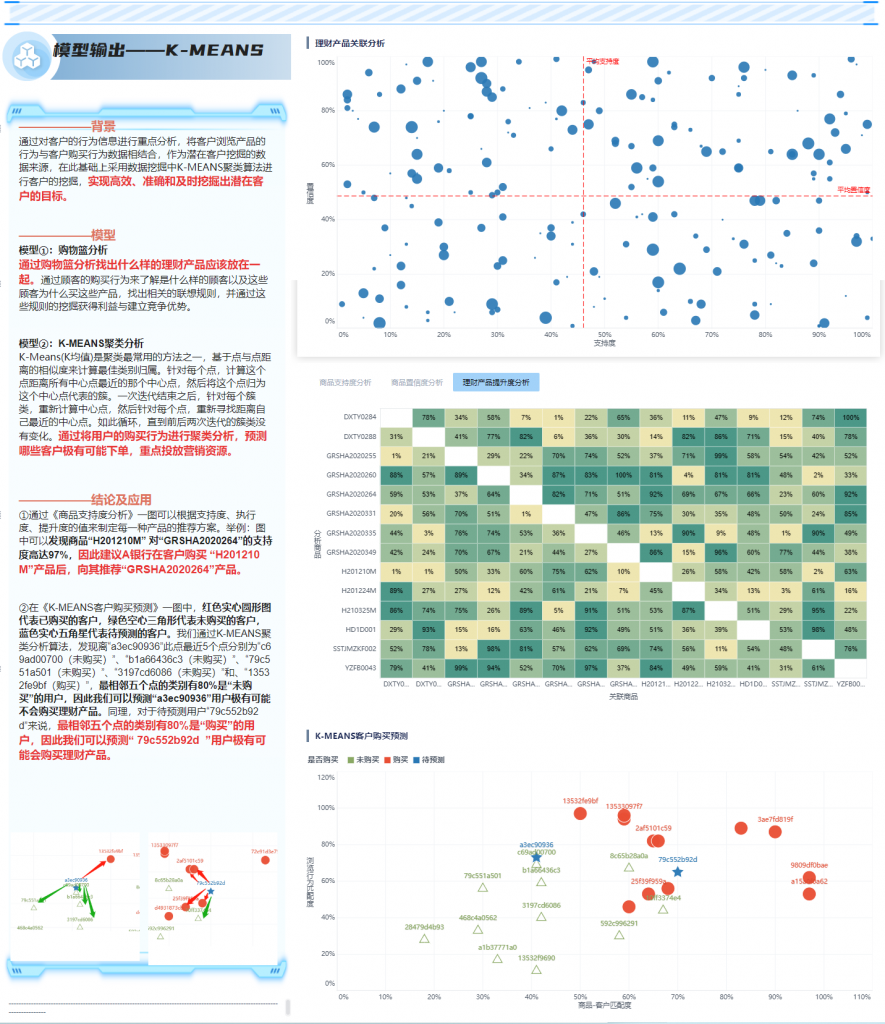 模型输出——K-MEANS
背景
通过对客户的行为信息进行重点分析，将客户浏览产品的
行为与客户购买行为数据相结合，作为潜在客户挖掘的数
据来源，在此基础上采用数据挖掘中K-MEANS聚类算法进
行客户的挖掘，实现高效、准确和及时挖掘出潜在客
户的目标。
模型
模型①：购物篮分析
通过购物篮分析找出什么样的理财产品应该放在一
起。通过顾客的购买行为来了解是什么样的顾客以及这些
顾客为什么买这些产品，找出相关的联想规则，并通过这
些规则的挖掘获得利益与建立竞争优势。
模型②：K-MEANS聚类分析
K-Means(K均值)是聚类最常用的方法之一，基于点与点距
离的相似度来计算最佳类别归属。针对每个点，计算这个
点距离所有中心点最近的那个中心点，然后将这个点归为
这个中心点代表的簇。一次迭代结束之后，针对每个簇
类，重新计算中心点，然后针对每个点，重新寻找距离自
己最近的中心点。如此循环，直到前后两次迭代的簇类没
有变化。通过将用户的购买行为进行聚类分析，预测
哪些客户极有可能下单，重点投放营销资源。
结论及应用
①通过《商品支持度分析》一图可以根据支持度、执行
度、提升度的值来制定每一种产品的推荐方案。举例：图
中可以发现商品“H201210M” 对“GRSHA2020264”的支持
度高达97%，因此建议A银行在客户购买 “H201210
M”产品后，向其推荐“GRSHA2020264”产品。
②在《K-MEANS客户购买预测》一图中，红色实心圆形图
代表已购买的客户，绿色空心三角形代表未购买的客户，
蓝色实心五角星代表待预测的客户。我们通过K-MEANS聚
类分析算法，发现离"a3ec90936"此点最近5个点分别为"c6
9ad00700（未购买）"、"b1a66436c3（未购买）"、"79c5
51a501（未购买）"、"3197cd6086（未购买）"和、"1353
2fe9bf（购买）"，最相邻五个点的类别有80%是“未购
买”的用户，因此我们可以预测“a3ec90936”用户极有可能
不会购买理财产品。同理，对于待预测用户"79c552b92
d"来说，最相邻五个点的类别有80%是“购买”的用
户，因此我们可以预测“ 79c552b92d ”用户极有可
能会购买理财产品。
理财产品关联分析
平均支持度
平均置信度
置信度
100%
80%
60%
40%
20%
0%
0% 10% 20% 30% 40% 50% 60% 70% 80% 90% 100%
支持度
商品支持度分析 商品置信度分析 理财产品提升度分析
分析商品
DXTY0284 78% 34% 58% 7% 1% 22% 65% 36% 11% 47% 9% 12% 74% 100%
DXTY0288 31% 41% 77% 82% 6% 36% 30% 14% 82% 86% 71% 15% 40% 78%
GRSHA2020255 1% 21% 29% 22% 70% 74% 52% 37% 71% 99% 58% 54% 42% 52%
GRSHA2020260 88% 57% 89% 34% 87% 83% 100% 81% 4% 81% 81% 48% 2% 33%
GRSHA2020264 59% 53% 37% 64% 82% 71% 51% 92% 69% 67% 66% 23% 60% 92%
GRSHA2020331 20% 56% 70% 51% 1% 47% 86% 75% 30% 35% 48% 50% 24% 85%
GRSHA2020335 44% 3% 76% 74% 53% 36% 46% 13% 90% 9% 48% 1% 90% 49%
GRSHA2020349 42% 24% 70% 67% 21% 44% 27% 86% 15% 96% 60% 77% 44% 38%
H201210M 1% 1% 50% 33% 60% 75% 62% 10% 26% 58% 42% 58% 2% 63%
H201224M 89% 27% 27% 12% 42% 61% 21% 7% 45% 34% 13% 3% 61% 16%
H210325M 86% 74% 75% 26% 89% 5% 91% 51% 53% 87% 51% 29% 95% 22%
HD1D001 29% 93% 15% 16% 63% 46% 92% 49% 51% 36% 39% 53% 90% 48%
SSTJMZKF002 52% 78% 13% 98% 81% 57% 62% 69% 74% 56% 11% 54% 48% 76%
YZFB0043 79% 41% 99% 94% 52% 70% 97% 37% 84% 49% 59% 41% 31% 61%
DXTY0... DXTY0... GRSHA... GRSHA... GRSHA... GRSHA... GRSHA... GRSHA... H20121... H20122... H21032... HD1D0... SSTJMZ... SSTJMZ... YZFB00...
关联商品
K-MEANS客户购买预测
是否购买 未购买 购买 待预测
浏览行为匹配度
120%
100%
80%
60%
40%
20%
0%
13532fe9bf
13533097f7
3ae7fd819f
2af5101c59
a3ec90936
c69ad00700
8c65b28a0a
79c552b92d
b1a66436c3
79c551a501
9809df0bae
25f39f959a
3197cd6086
468c4a0562
592c996291
28479d4b93
a1b37771a0
13532f9690
0% 10% 20% 30% 40% 50% 60% 70% 80% 90% 100% 110%
商品-客户匹配度
13532fe9bf
a3ec90936
3197cd6086
468c4a0562
2af5101c59
8c65b28a0a
79c552b92d
592c996291